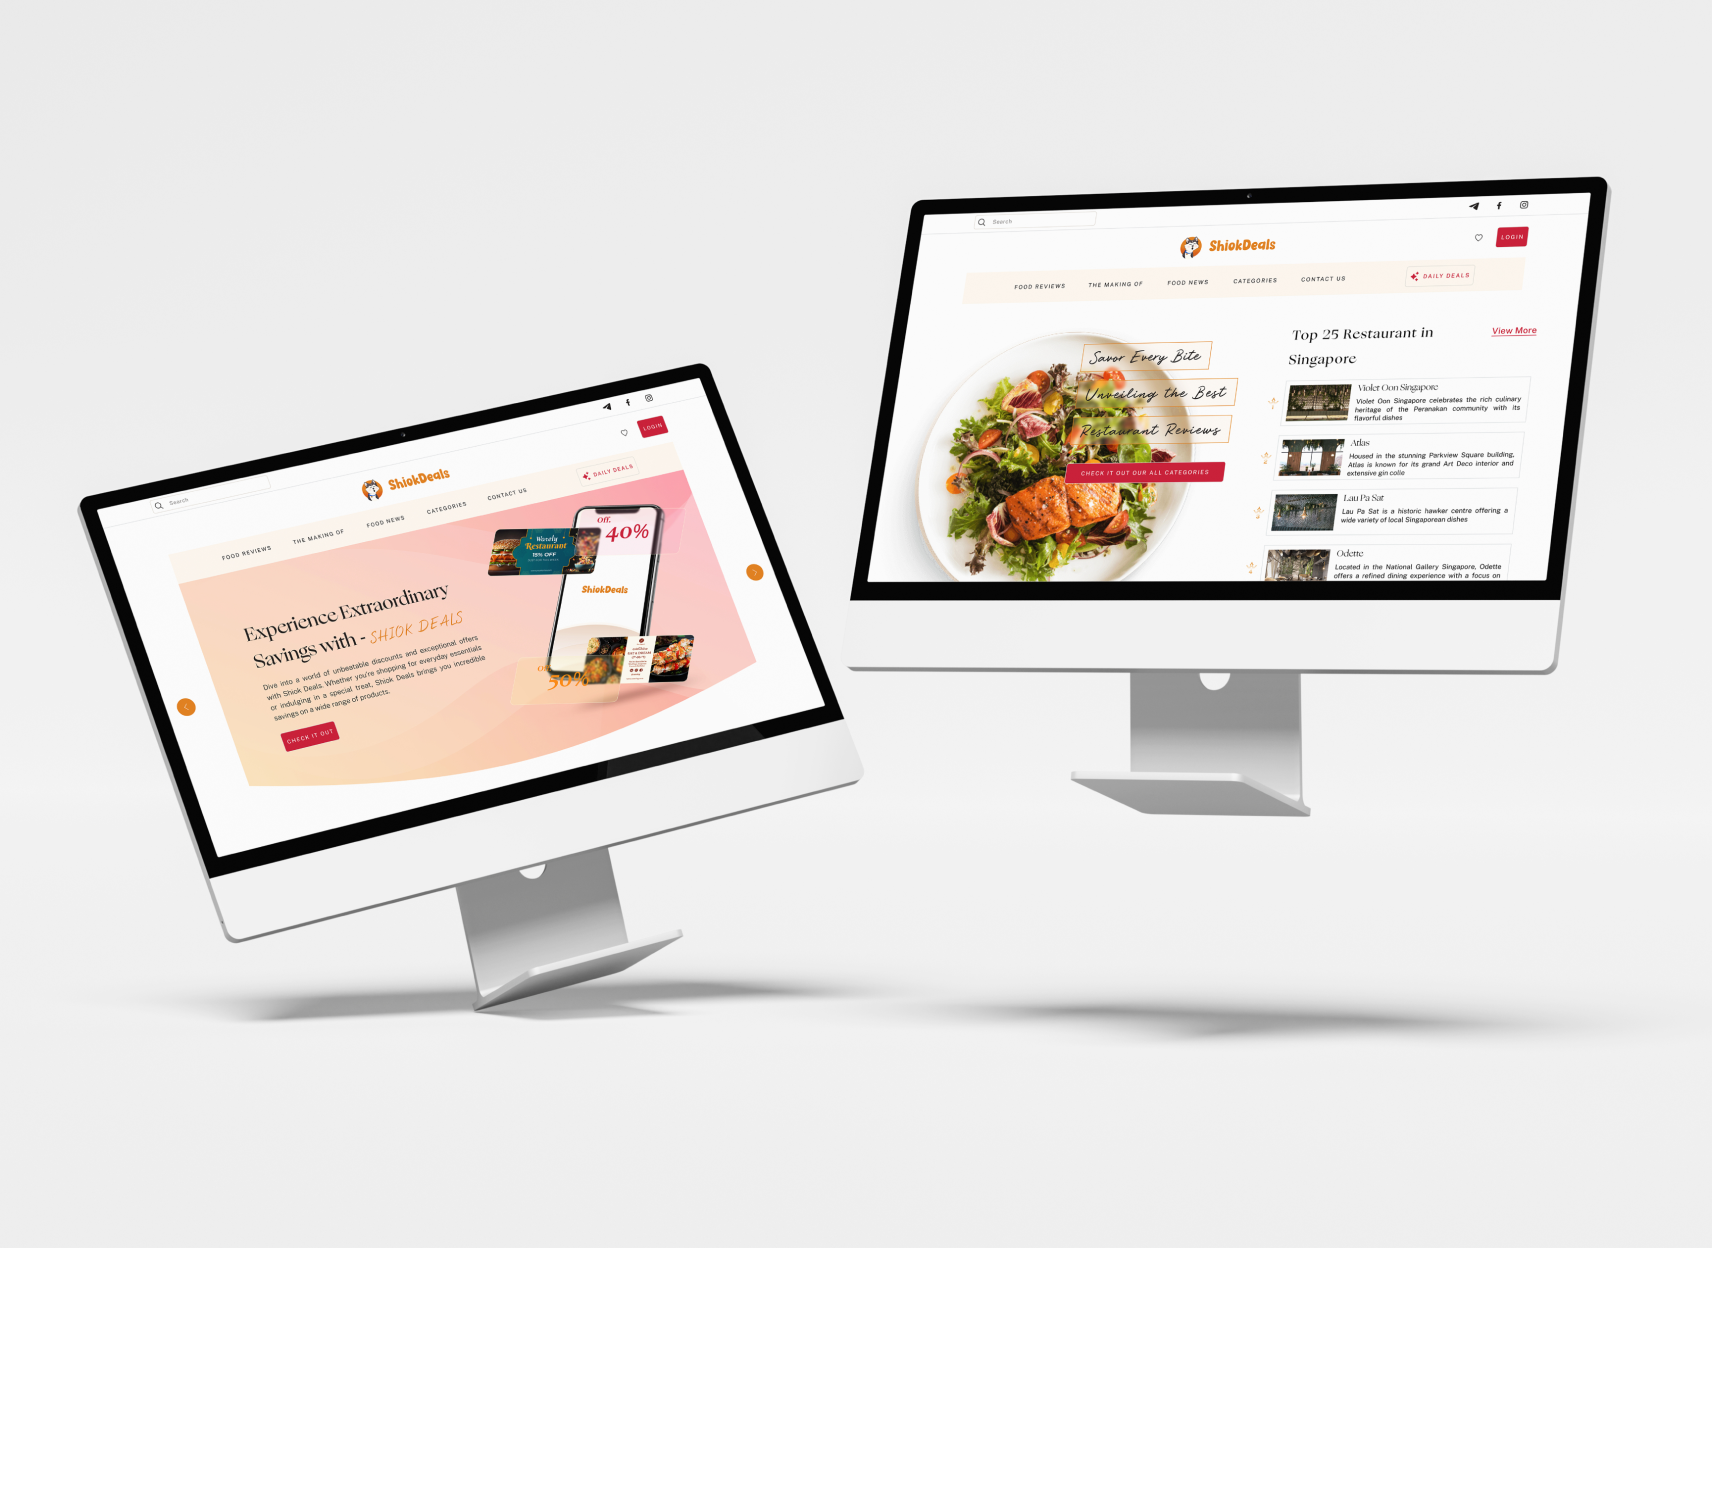 Search
ShiokDeals
LOGIN
FOOD REVIEWS
THE MAKING OF
FOOD NEWS
CATEGORIES
CONTACT US
DAILY DEALS
Experience Extraordinary
Savings with - SHIOK DEALS
Dive into a world of unbeatable discounts and exceptional offers
with Shiok Deals. Whether you're shopping for everyday essentials
or indulging in a special treat, Shiok Deals brings you incredible
savings on a wide range of products.
CHECK IT OUT
Off.
40%
Restaurant
15% OFF
ShiokDeals
50%
Search
ShiokDeals
LOGIN
FOOD REVIEWS
THE MAKING OF
FOOD NEWS
CATEGORIES
CONTACT US
DAILY DEALS
Savor Every Bite
Unveiling the Best
Restaurant Reviews
CHECK IT OUT OUR ALL CATEGORIES
Top 25 Restaurant in
Singapore
View More
Violet Oon Singapore
Violet Oon Singapore celebrates the rich culinary
heritage of the Peranakan community with its
flavorful dishes
Atlas
Housed in the stunning Parkview Square building,
Atlas is known for its grand Art Deco interior and
extensive gin colle
Lau Pa Sat
Lau Pa Sat is a historic hawker centre offering a
wide variety of local Singaporean dishes
Odette
Located in the National Gallery Singapore, Odette
offers a refined dining experience with a focus on